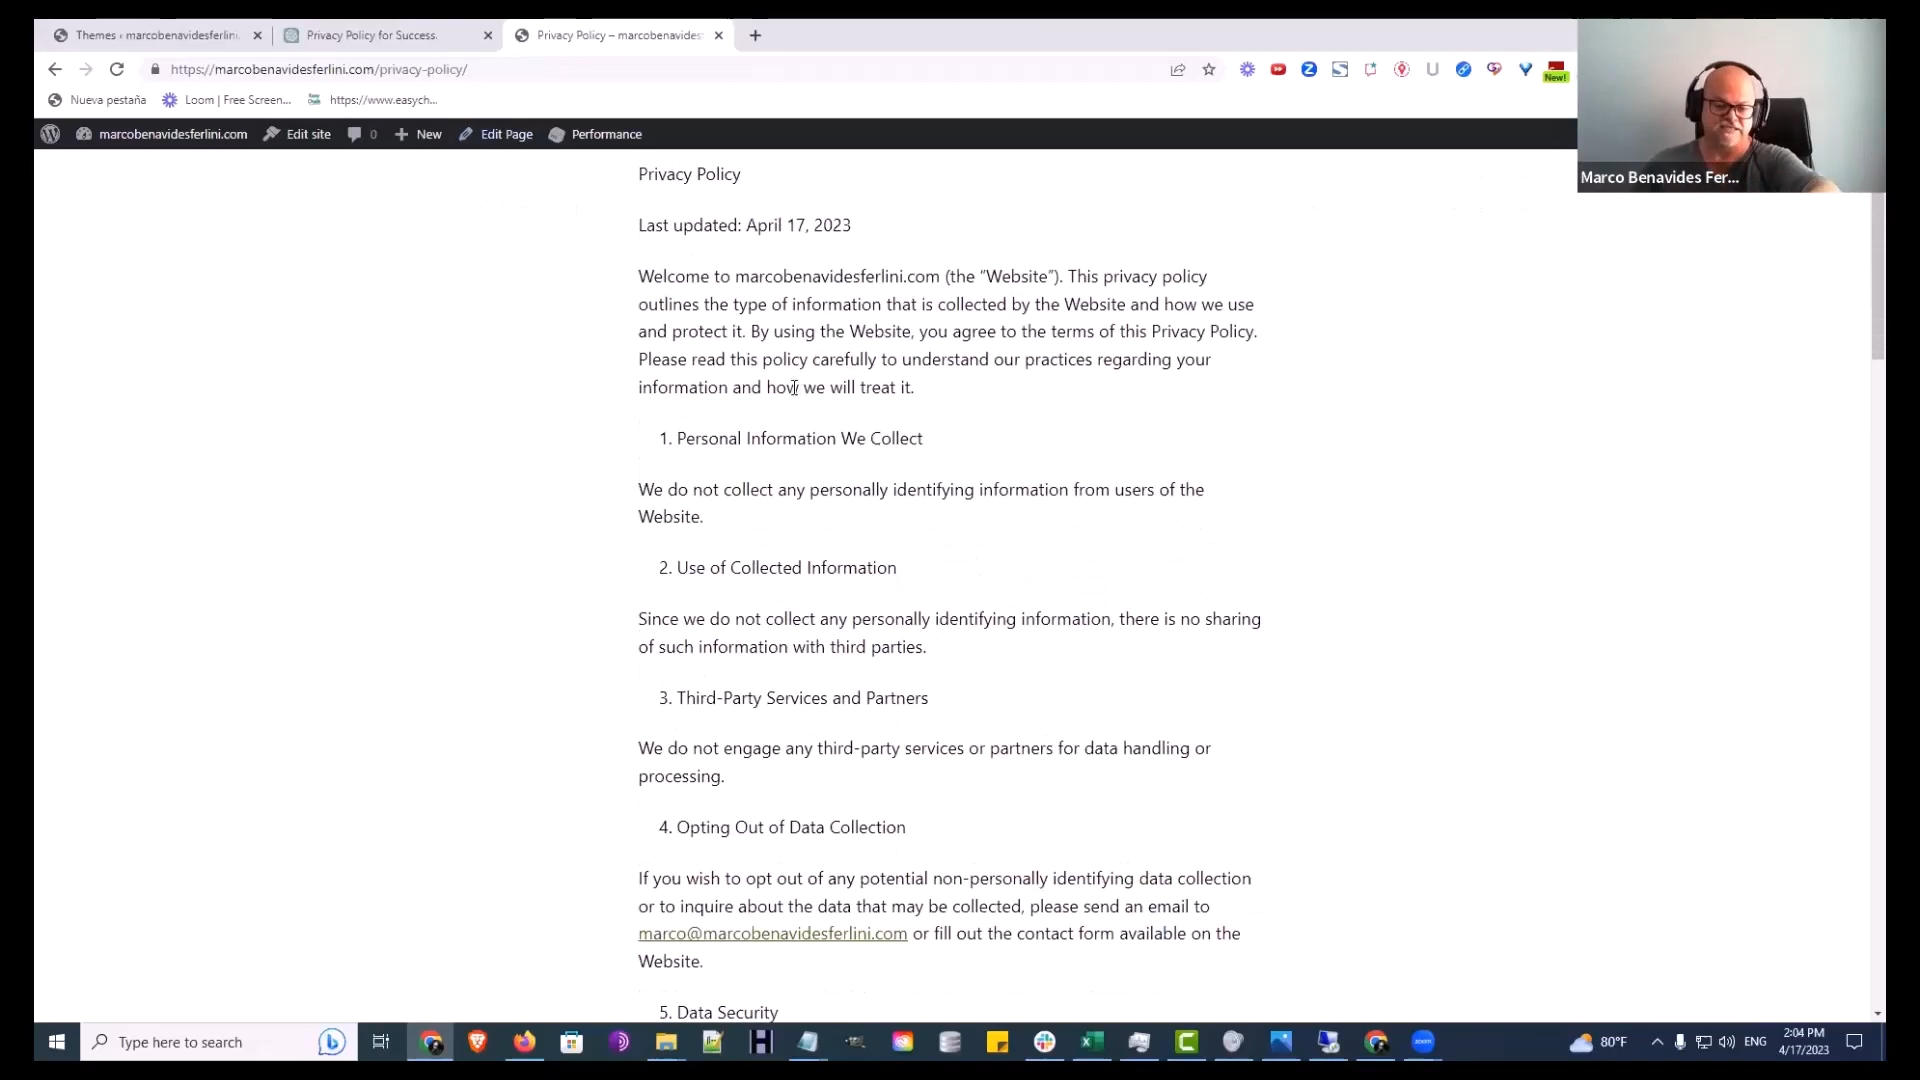 Themes ‹ marcobenavidesferlini.
Privacy Policy for Success.
Privacy Policy – marcobenavides
https://marcobenavidesferlini.com/privacy-policy/
New!
Nueva pestaña
Loom | Free Screen...
https://www.easych...
marcobenavidesferlini.com
Edit site
0
New
Edit Page
Performance
Marco Benavides Fer...
Privacy Policy
Last updated: April 17, 2023
Welcome to marcobenavidesferlini.com (the “Website”). This privacy policy
outlines the type of information that is collected by the Website and how we use
and protect it. By using the Website, you agree to the terms of this Privacy Policy.
Please read this policy carefully to understand our practices regarding your
information and how we will treat it.
1. Personal Information We Collect
We do not collect any personally identifying information from users of the
Website.
2. Use of Collected Information
Since we do not collect any personally identifying information, there is no sharing
of such information with third parties.
3. Third-Party Services and Partners
We do not engage any third-party services or partners for data handling or
processing.
4. Opting Out of Data Collection
If you wish to opt out of any potential non-personally identifying data collection
or to inquire about the data that may be collected, please send an email to
marco@marcobenavidesferlini.com or fill out the contact form available on the
Website.
5. Data Security
Type here to search
80°F
ENG
2:04 PM
4/17/2023